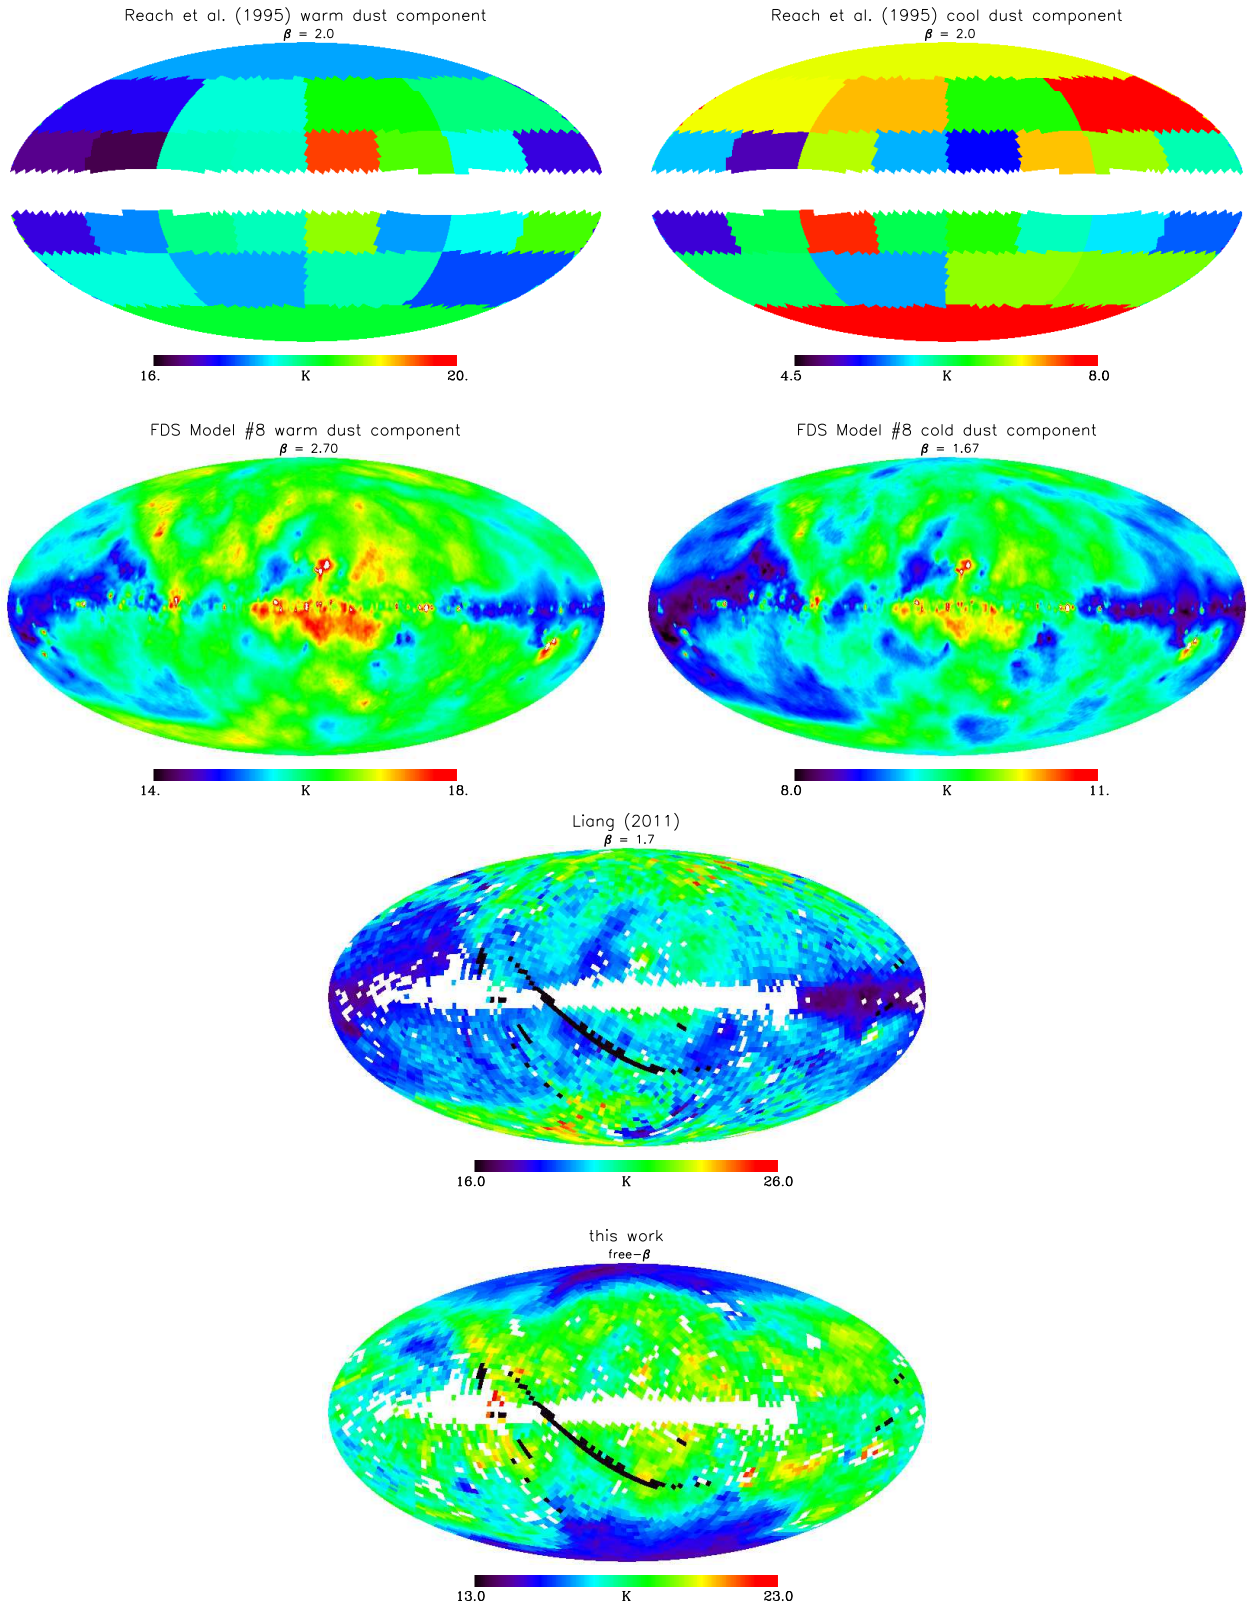 Reach et al. (1995) warm dust component
β = 2.0
16. K 20.
Reach et al. (1995) cool dust component
β = 2.0
4.5 K 8.0
FDS Model #8 warm dust component
β = 2.70
14. K 18.
FDS Model #8 cold dust component
β = 1.67
8.0 K 11.
Liang (2011)
β = 1.7
16.0 K 26.0
this work
free-β
13.0 K 23.0